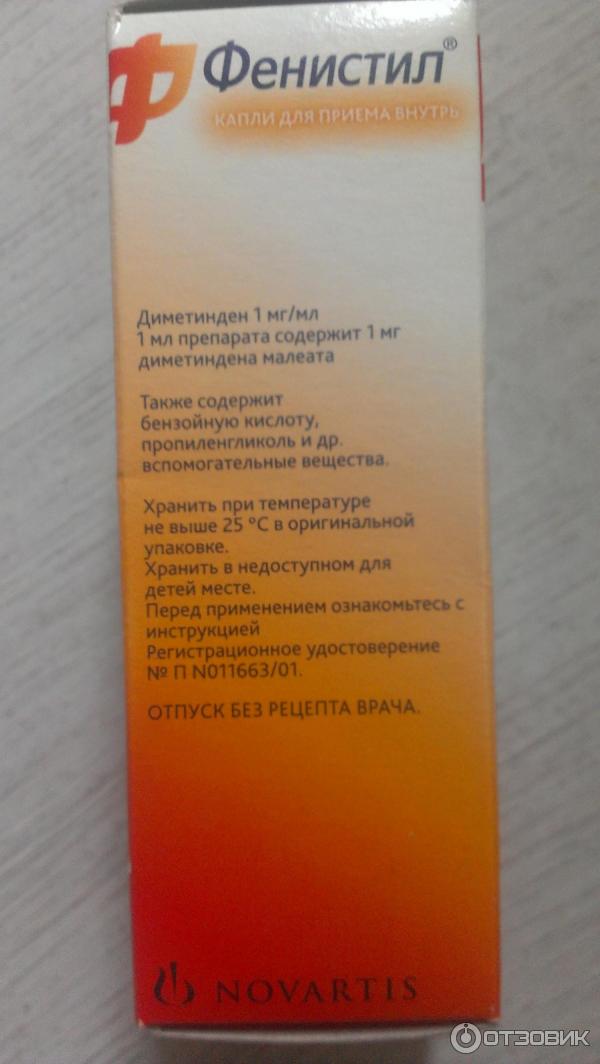 Фенистил®
КАПЛИ ДЛЯ ПРИЕМА ВНУТРЬ
Диметинден 1 мг/мл
1 мл препарата содержит 1 мг
диметиндена малеата
Также содержит
бензойную кислоту,
пропиленгликоль и др.
вспомогательные вещества.
Хранить при температуре
не выше 25 °C в оригинальной
упаковке.
Хранить в недоступном для
детей месте.
Перед применением ознакомьтесь с
инструкцией
Регистрационное удостоверение
№ П N011663/01.
ОТПУСК БЕЗ РЕЦЕПТА ВРАЧА.
NOVARTIS
ОТЗОВИК